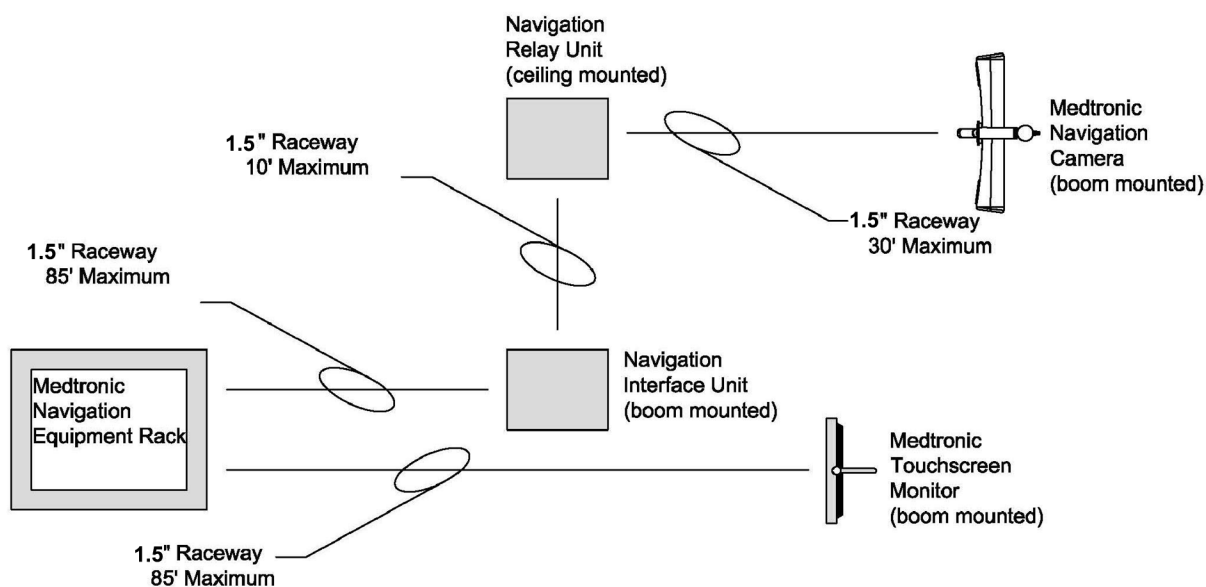 Navigation
Relay Unit
(ceiling mounted)
Medtronic
Navigation
Camera
(boom mounted)
1.5" Raceway
10' Maximum
1.5" Raceway
30' Maximum
1.5" Raceway
85' Maximum
Medtronic
Navigation
Equipment Rack
Navigation
Interface Unit
(boom mounted)
Medtronic
Touchscreen
Monitor
(boom mounted)
1.5" Raceway
85' Maximum